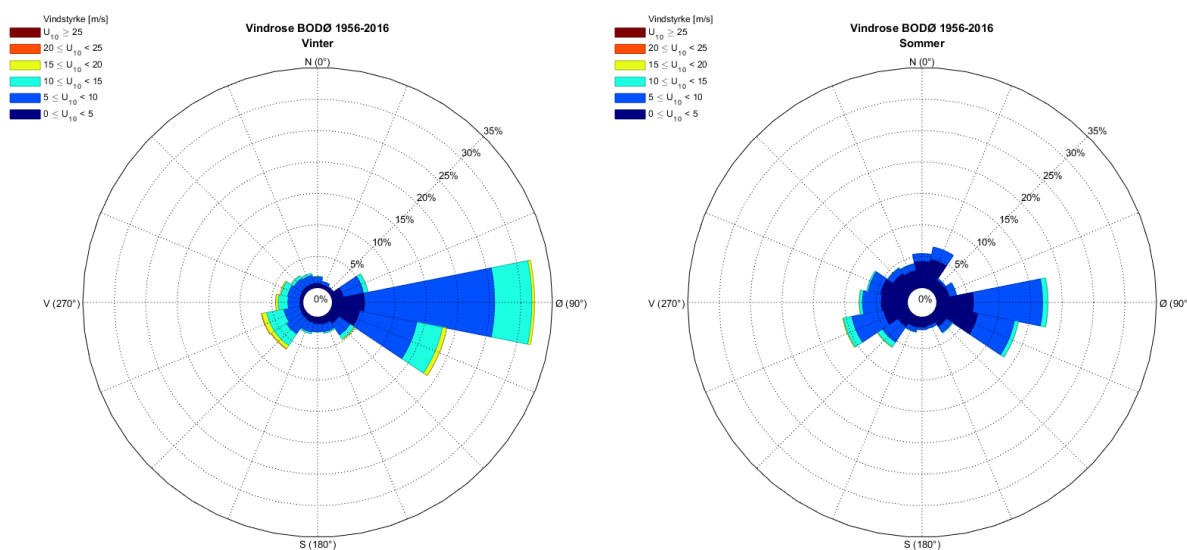 Vindstyrke [m/s]
U10 ≥ 25
20 ≤ U10 < 25
15 ≤ U10 < 20
10 ≤ U10 < 15
5 ≤ U10 < 10
0 ≤ U10 < 5
Vindrose BODØ 1956-2016
Vinter
N (0°)
35%
30%
25%
20%
15%
10%
5%
0%
V (270°)
Ø (90°)
S (180°)
Vindstyrke [m/s]
U10 ≥ 25
20 ≤ U10 < 25
15 ≤ U10 < 20
10 ≤ U10 < 15
5 ≤ U10 < 10
0 ≤ U10 < 5
Vindrose BODØ 1956-2016
Sommer
N (0°)
35%
30%
25%
20%
15%
10%
5%
0%
V (270°)
Ø (90°)
S (180°)